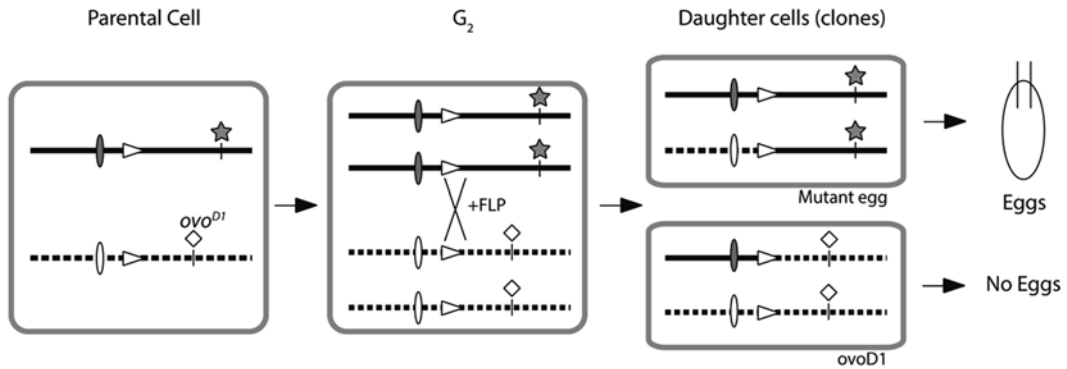 Parental Cell
G₂
Daughter cells (clones)
ovoᴰ¹
+FLP
Mutant egg
Eggs
ovoD1
No Eggs